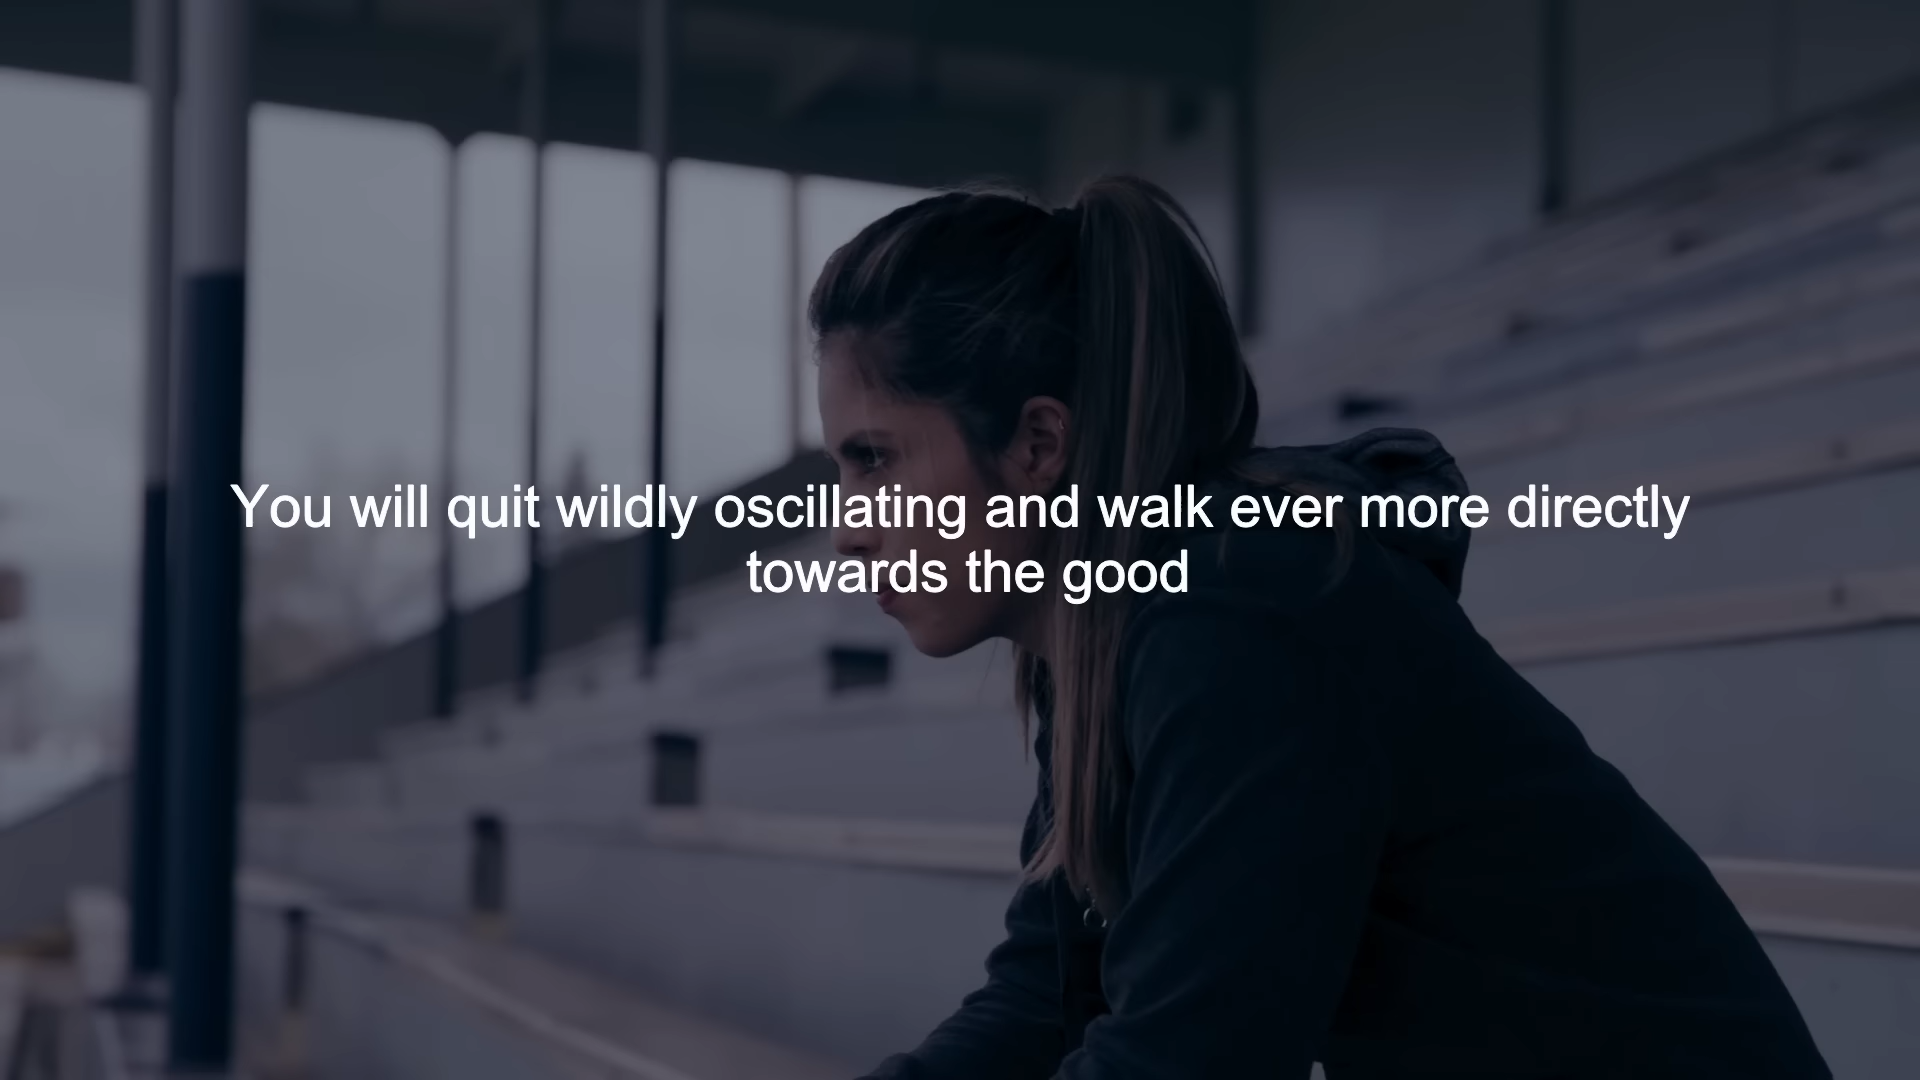 You will quit wildly oscillating and walk ever more directly
towards the good